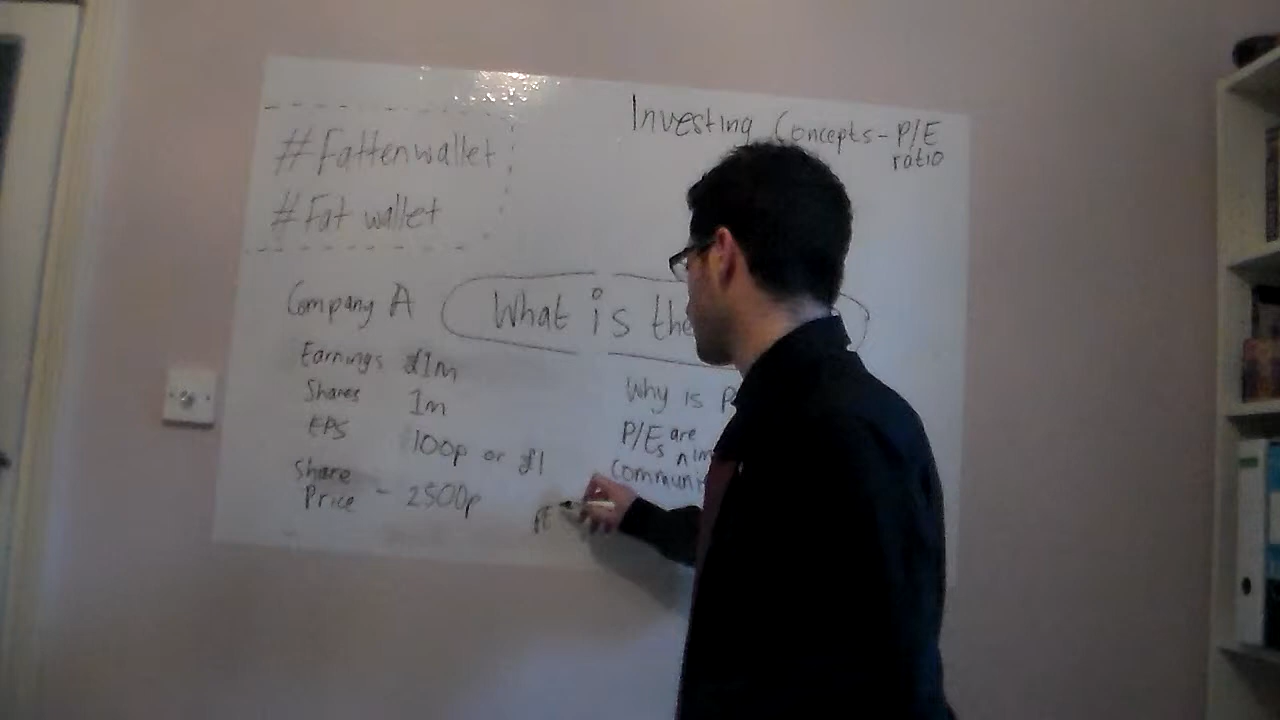 Investing Concepts - P/E
ratio
#Fattenwallet
#Fat wallet
Company A
What is the
Earnings £1m
Shares 1m
EPS 100p or £1
Share
Price - 2500p
Why is
P/Es are
communi
PE